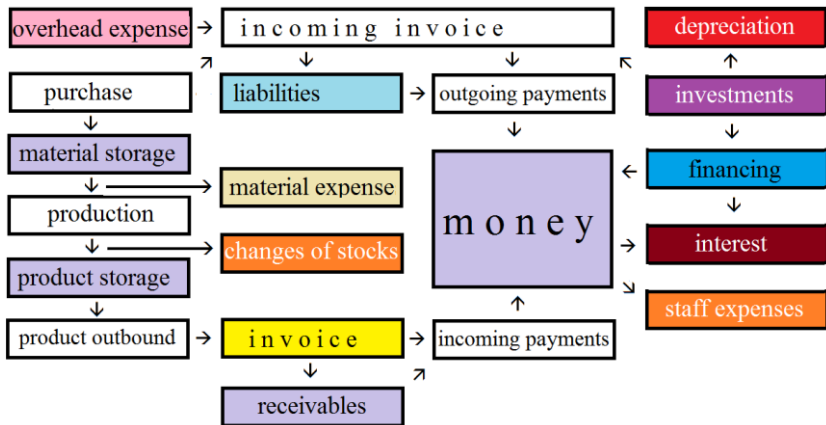 overhead expense
incoming invoice
depreciation
purchase
liabilities
outgoing payments
investments
material storage
material expense
money
financing
production
changes of stocks
interest
product storage
staff expenses
product outbound
invoice
incoming payments
receivables